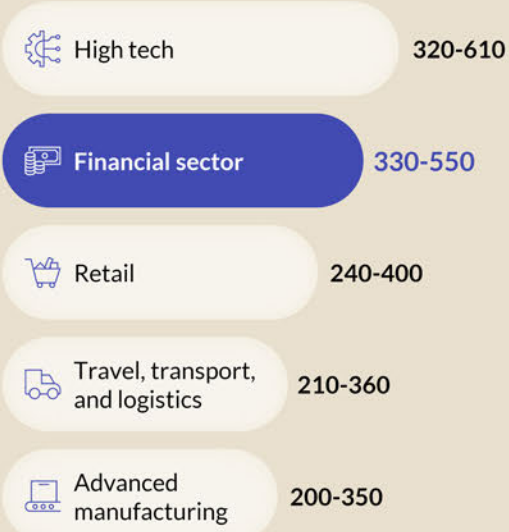 High tech 320-610
Financial sector 330-550
Retail 240-400
Travel, transport,
and logistics 210-360
Advanced
manufacturing 200-350